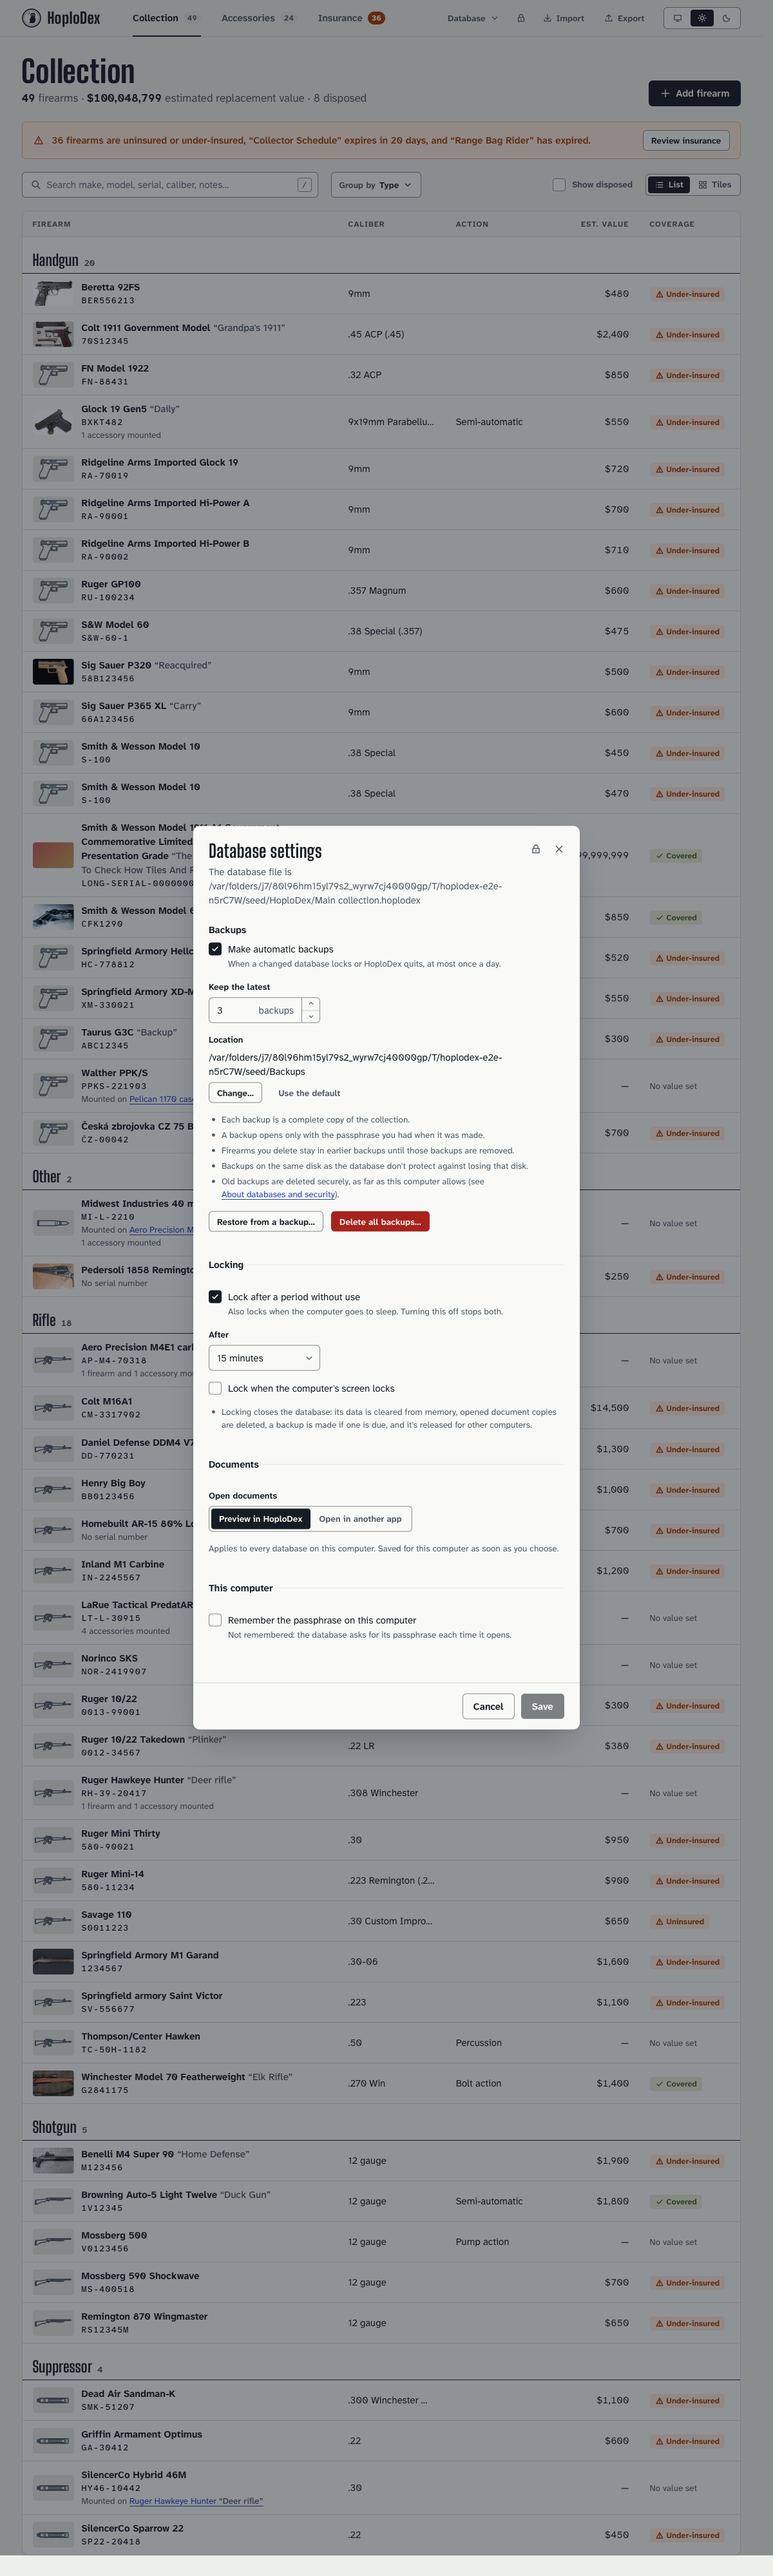 HoploDex
Collection 49
Accessories 24
Insurance 36
Database
Import
Export
Collection
49 firearms · $100,048,799 estimated replacement value · 8 disposed
Add firearm
36 firearms are uninsured or under-insured, “Collector Schedule” expires in 20 days, and “Range Bag Rider” has expired.
Review insurance
Search make, model, serial, caliber, notes…
/
Group by Type
Show disposed
List
Tiles
FIREARM CALIBER ACTION EST. VALUE COVERAGE
Handgun 20
Beretta 92FS
BER556213
9mm $480 Under-insured
Colt 1911 Government Model “Grandpa's 1911”
70S12345
.45 ACP (.45) $2,400 Under-insured
FN Model 1922
FN-88431
.32 ACP $850 Under-insured
Glock 19 Gen5 “Daily”
BXKT482
1 accessory mounted
9x19mm Parabellu… Semi-automatic $550 Under-insured
Ridgeline Arms Imported Glock 19
RA-70019
9mm $720 Under-insured
Ridgeline Arms Imported Hi-Power A
RA-90001
9mm $700 Under-insured
Ridgeline Arms Imported Hi-Power B
RA-90002
9mm $710 Under-insured
Ruger GP100
RU-100234
.357 Magnum $600 Under-insured
S&W Model 60
S&W-60-1
.38 Special (.357) $475 Under-insured
Sig Sauer P320 “Reacquired”
58B123456
9mm $500 Under-insured
Sig Sauer P365 XL “Carry”
66A123456
9mm $600 Under-insured
Smith & Wesson Model 10
S-100
.38 Special $450 Under-insured
Smith & Wesson Model 10
S-100
.38 Special $470 Under-insured
Smith & Wesson Model
Commemorative Limited
Presentation Grade “The
To Check How Tiles And R
LONG-SERIAL-0000000
9,999,999 Covered
Smith & Wesson Model 6
CFK1290
$850 Covered
Springfield Armory Hello
HC-778812
$520 Under-insured
Springfield Armory XD-M
XM-330021
$550 Under-insured
Taurus G3C “Backup”
ABC12345
$300 Under-insured
Walther PPK/S
PPKS-221903
Mounted on Pelican 1170 case
— No value set
Česká zbrojovka CZ 75 B
ČZ-00042
$700 Under-insured
Other 2
Midwest Industries 40 m
MI-L-2210
Mounted on Aero Precision M
1 accessory mounted
— No value set
Pedersoli 1858 Remingto
No serial number
$250 Under-insured
Rifle 18
Aero Precision M4E1 carb
AP-M4-70318
1 firearm and 1 accessory mou
— No value set
Colt M16A1
CM-3317902
$14,500 Under-insured
Daniel Defense DDM4 V7
DD-770231
$1,300 Under-insured
Henry Big Boy
BB0123456
$1,000 Under-insured
Homebuilt AR-15 80% Lo
No serial number
$700 Under-insured
Inland M1 Carbine
IN-2245567
$1,200 Under-insured
LaRue Tactical PredatAR
LT-L-30915
4 accessories mounted
— No value set
Norinco SKS
NOR-2419907
— No value set
Ruger 10/22
0013-99001
$300 Under-insured
Ruger 10/22 Takedown “Plinker”
0012-34567
.22 LR $380 Under-insured
Ruger Hawkeye Hunter “Deer rifle”
RH-39-20417
1 firearm and 1 accessory mounted
.308 Winchester — No value set
Ruger Mini Thirty
580-90021
.30 $950 Under-insured
Ruger Mini-14
580-11234
.223 Remington (.2… $900 Under-insured
Savage 110
S0011223
.30 Custom Impro… $650 Uninsured
Springfield Armory M1 Garand
1234567
.30-06 $1,600 Under-insured
Springfield armory Saint Victor
SV-556677
.223 $1,100 Under-insured
Thompson/Center Hawken
TC-50H-1182
.50 Percussion — No value set
Winchester Model 70 Featherweight “Elk Rifle”
G2841175
.270 Win Bolt action $1,400 Covered
Shotgun 5
Benelli M4 Super 90 “Home Defense”
M123456
12 gauge $1,900 Under-insured
Browning Auto-5 Light Twelve “Duck Gun”
1V12345
12 gauge Semi-automatic $1,800 Covered
Mossberg 500
V0123456
12 gauge Pump action — No value set
Mossberg 590 Shockwave
MS-400518
12 gauge $700 Under-insured
Remington 870 Wingmaster
RS12345M
12 gauge $650 Under-insured
Suppressor 4
Dead Air Sandman-K
SMK-51207
.300 Winchester … $1,100 Under-insured
Griffin Armament Optimus
GA-30412
.22 $600 Under-insured
SilencerCo Hybrid 46M
HY46-10442
Mounted on Ruger Hawkeye Hunter “Deer rifle”
.30 — No value set
SilencerCo Sparrow 22
SP22-20418
.22 $450 Under-insured
Database settings
The database file is
/var/folders/j7/80l96hm15yl79s2_wyrw7cj40000gp/T/hoplodex-e2e-
n5rC7W/seed/HoploDex/Main collection.hoplodex
Backups
Make automatic backups
When a changed database locks or HoploDex quits, at most once a day.
Keep the latest
3 backups
Location
/var/folders/j7/80l96hm15yl79s2_wyrw7cj40000gp/T/hoplodex-e2e-
n5rC7W/seed/Backups
Change…
Use the default
Each backup is a complete copy of the collection.
A backup opens only with the passphrase you had when it was made.
Firearms you delete stay in earlier backups until those backups are removed.
Backups on the same disk as the database don't protect against losing that disk.
Old backups are deleted securely, as far as this computer allows (see
About databases and security).
Restore from a backup…
Delete all backups…
Locking
Lock after a period without use
Also locks when the computer goes to sleep. Turning this off stops both.
After
15 minutes
Lock when the computer's screen locks
Locking closes the database: its data is cleared from memory, opened document copies
are deleted, a backup is made if one is due, and it's released for other computers.
Documents
Open documents
Preview in HoploDex
Open in another app
Applies to every database on this computer. Saved for this computer as soon as you choose.
This computer
Remember the passphrase on this computer
Not remembered: the database asks for its passphrase each time it opens.
Cancel
Save